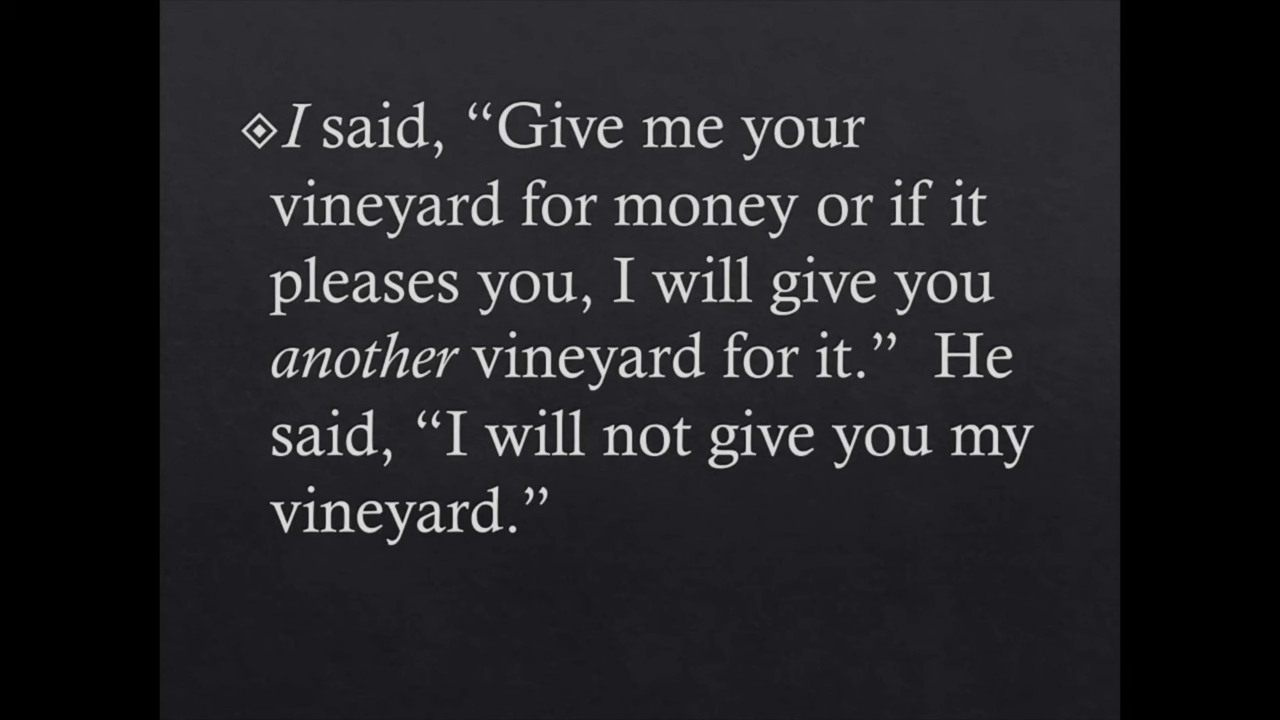 I said, “Give me your
vineyard for money or if it
pleases you, I will give you
another vineyard for it.”  He
said, “I will not give you my
vineyard.”